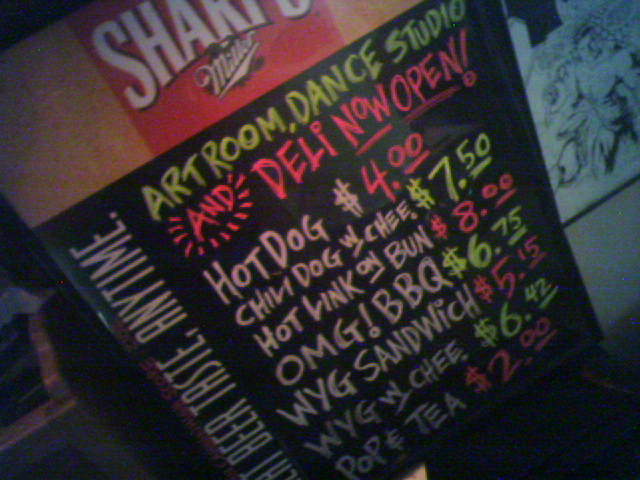 SHARP'S
Miller
ART ROOM, DANCE STUDIO
AND DELI NOW OPEN!
HOT DOG $4.00
CHILI DOG W/ CHEE. $7.50
HOT LINK ON BUN $8.00
OMG! BBQ $6.75
WYG SANDWICH $5.15
WYG W/ CHEE. $6.42
POP & TEA $2.00
BEER TASTE, ANYTIME.